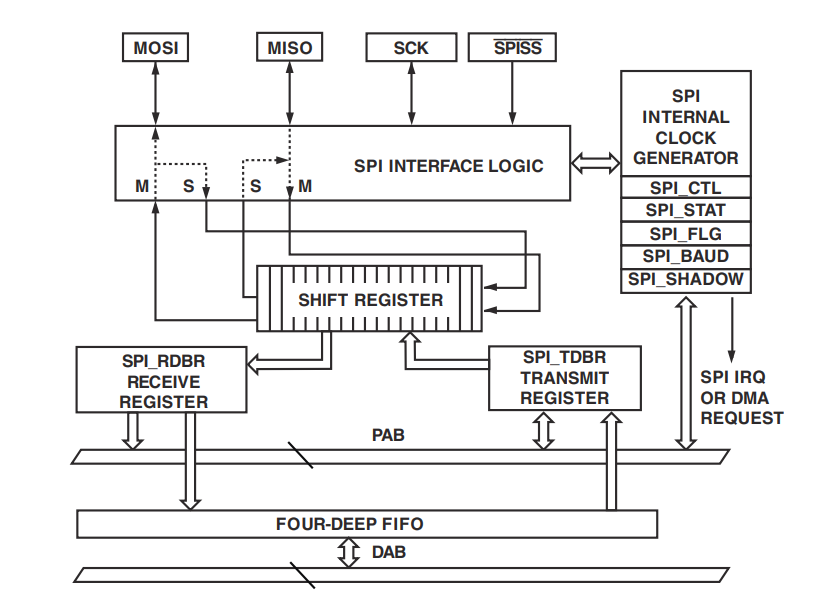 MOSI
MISO
SCK
SPISS
SPI
INTERNAL
CLOCK
GENERATOR
SPI INTERFACE LOGIC
M
S
S
M
SPI_CTL
SPI_STAT
SPI_FLG
SPI_BAUD
SPI_SHADOW
SHIFT REGISTER
SPI_RDBR
RECEIVE
REGISTER
SPI_TDBR
TRANSMIT
REGISTER
SPI IRQ
OR DMA
REQUEST
PAB
FOUR-DEEP FIFO
DAB